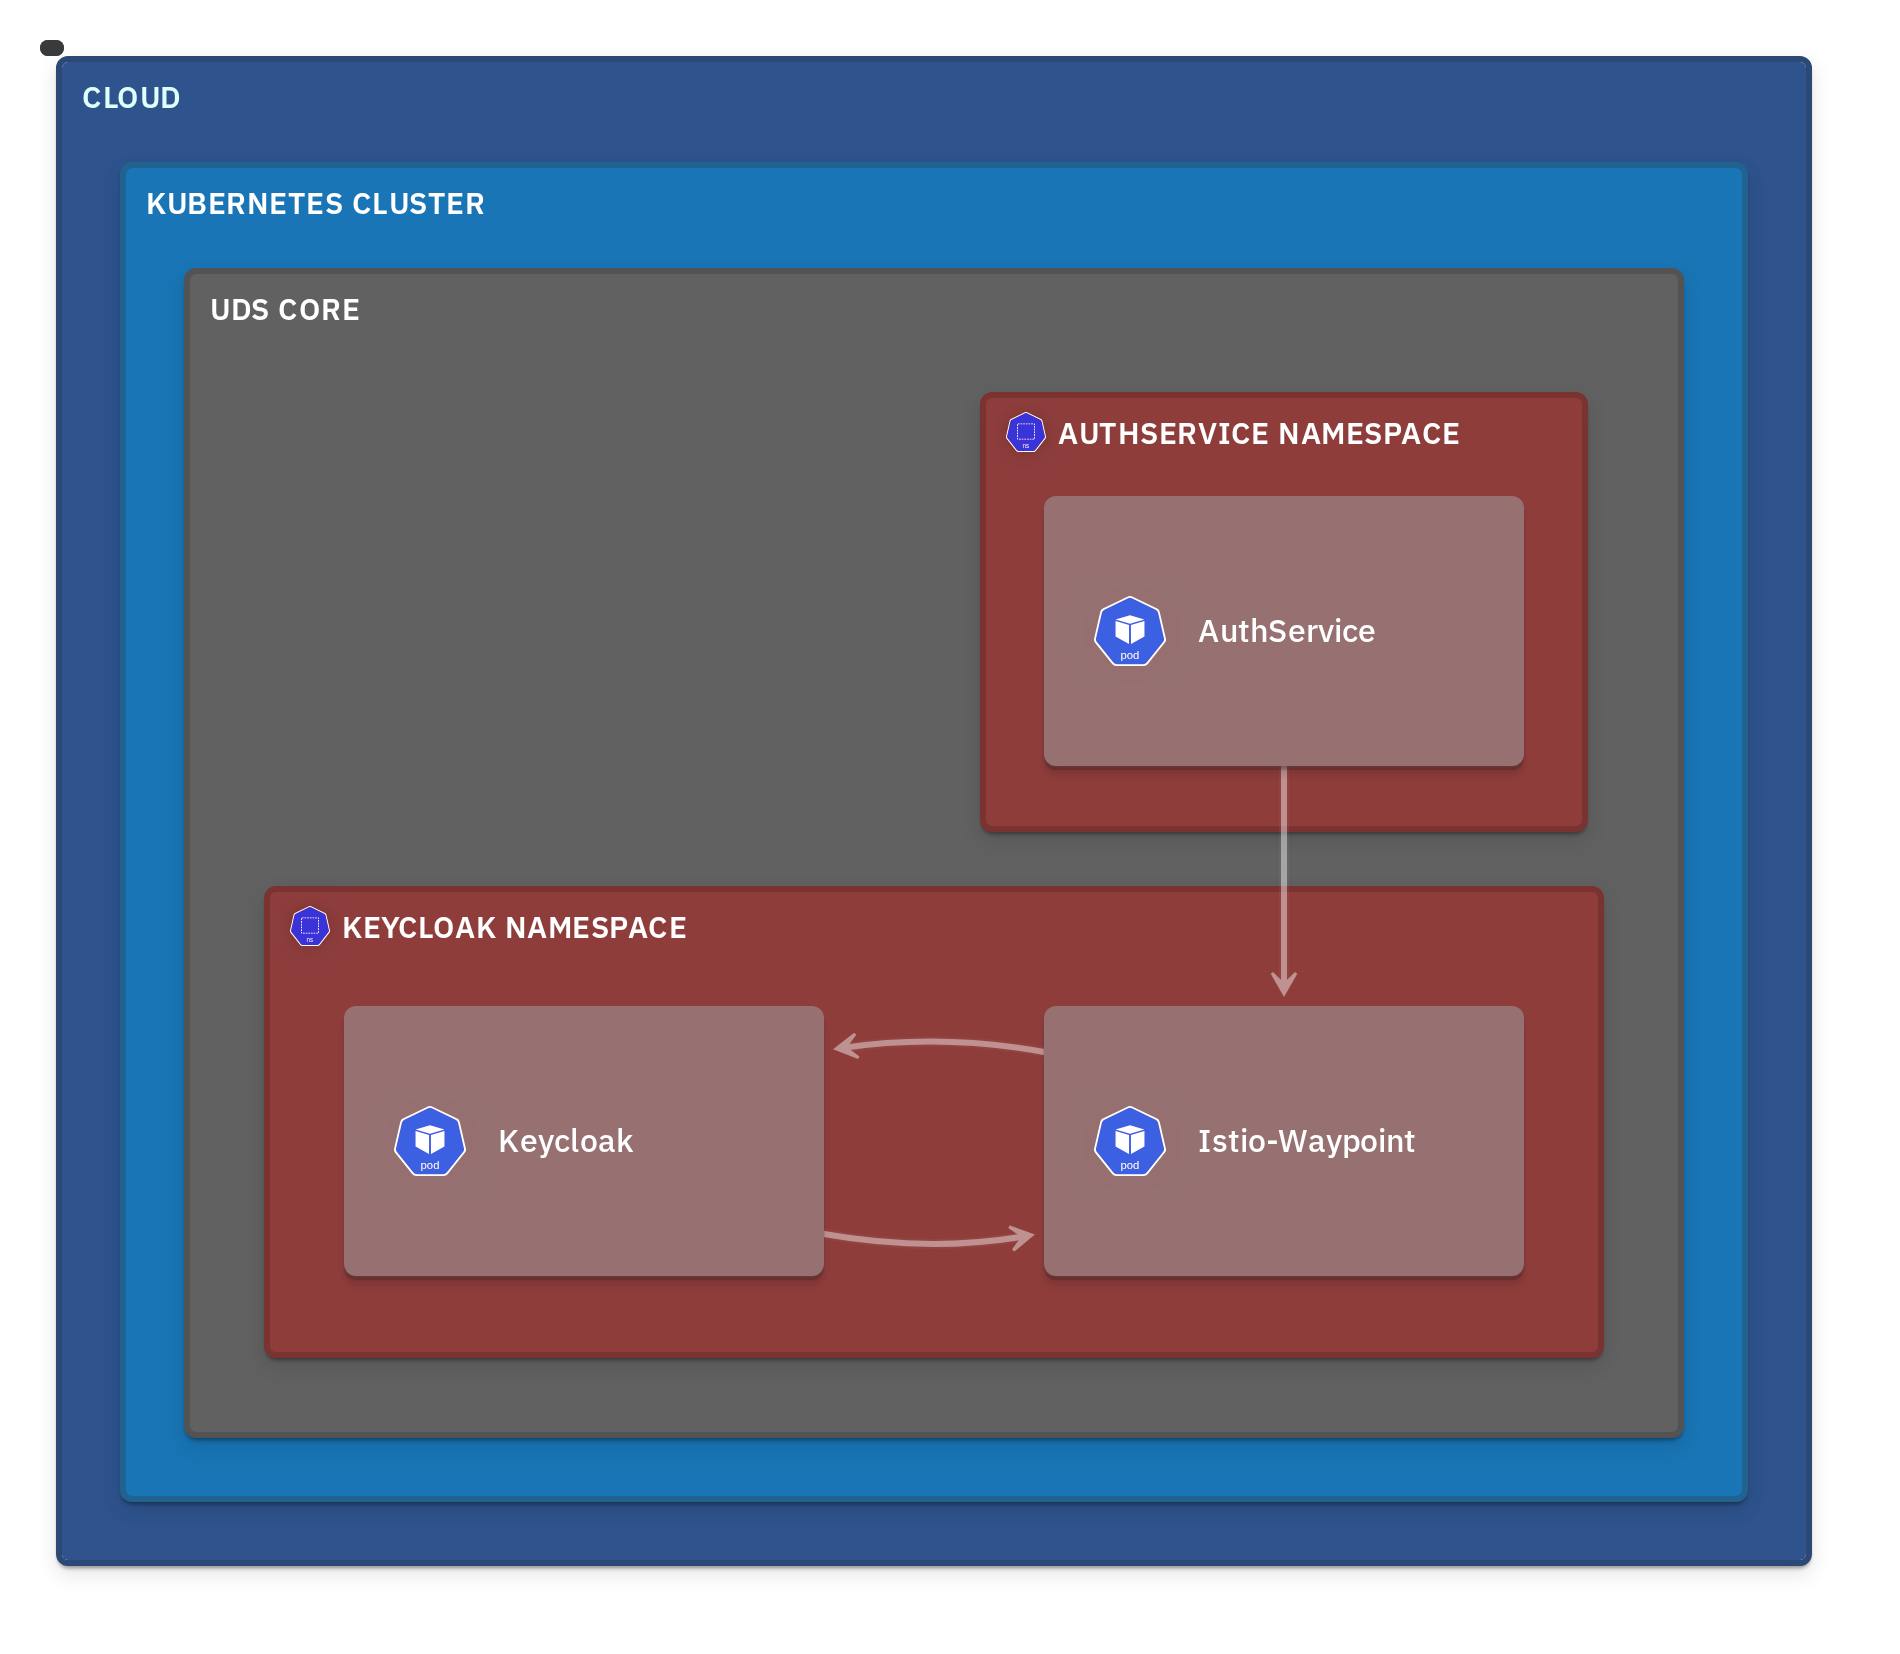 CLOUD
KUBERNETES CLUSTER
UDS CORE
ns
AUTHSERVICE NAMESPACE
pod
AuthService
ns
KEYCLOAK NAMESPACE
pod
Keycloak
pod
Istio-Waypoint